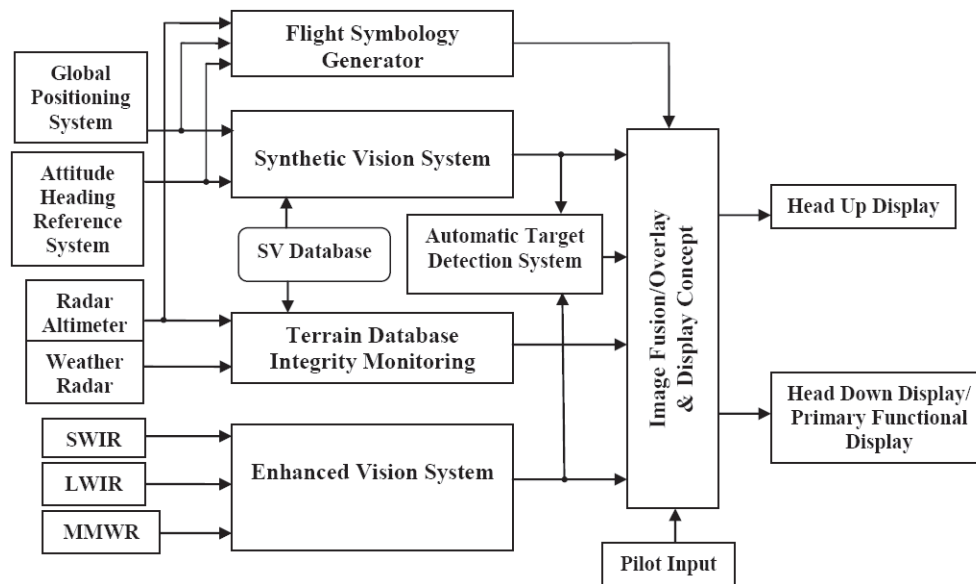 Flight Symbology
Generator
Global
Positioning
System
Synthetic Vision System
Attitude
Heading
Reference
System
SV Database
Automatic Target
Detection System
Radar
Altimeter
Weather
Radar
Terrain Database
Integrity Monitoring
SWIR
LWIR
MMWR
Enhanced Vision System
Image Fusion/Overlay
& Display Concept
Head Up Display
Head Down Display/
Primary Functional
Display
Pilot Input